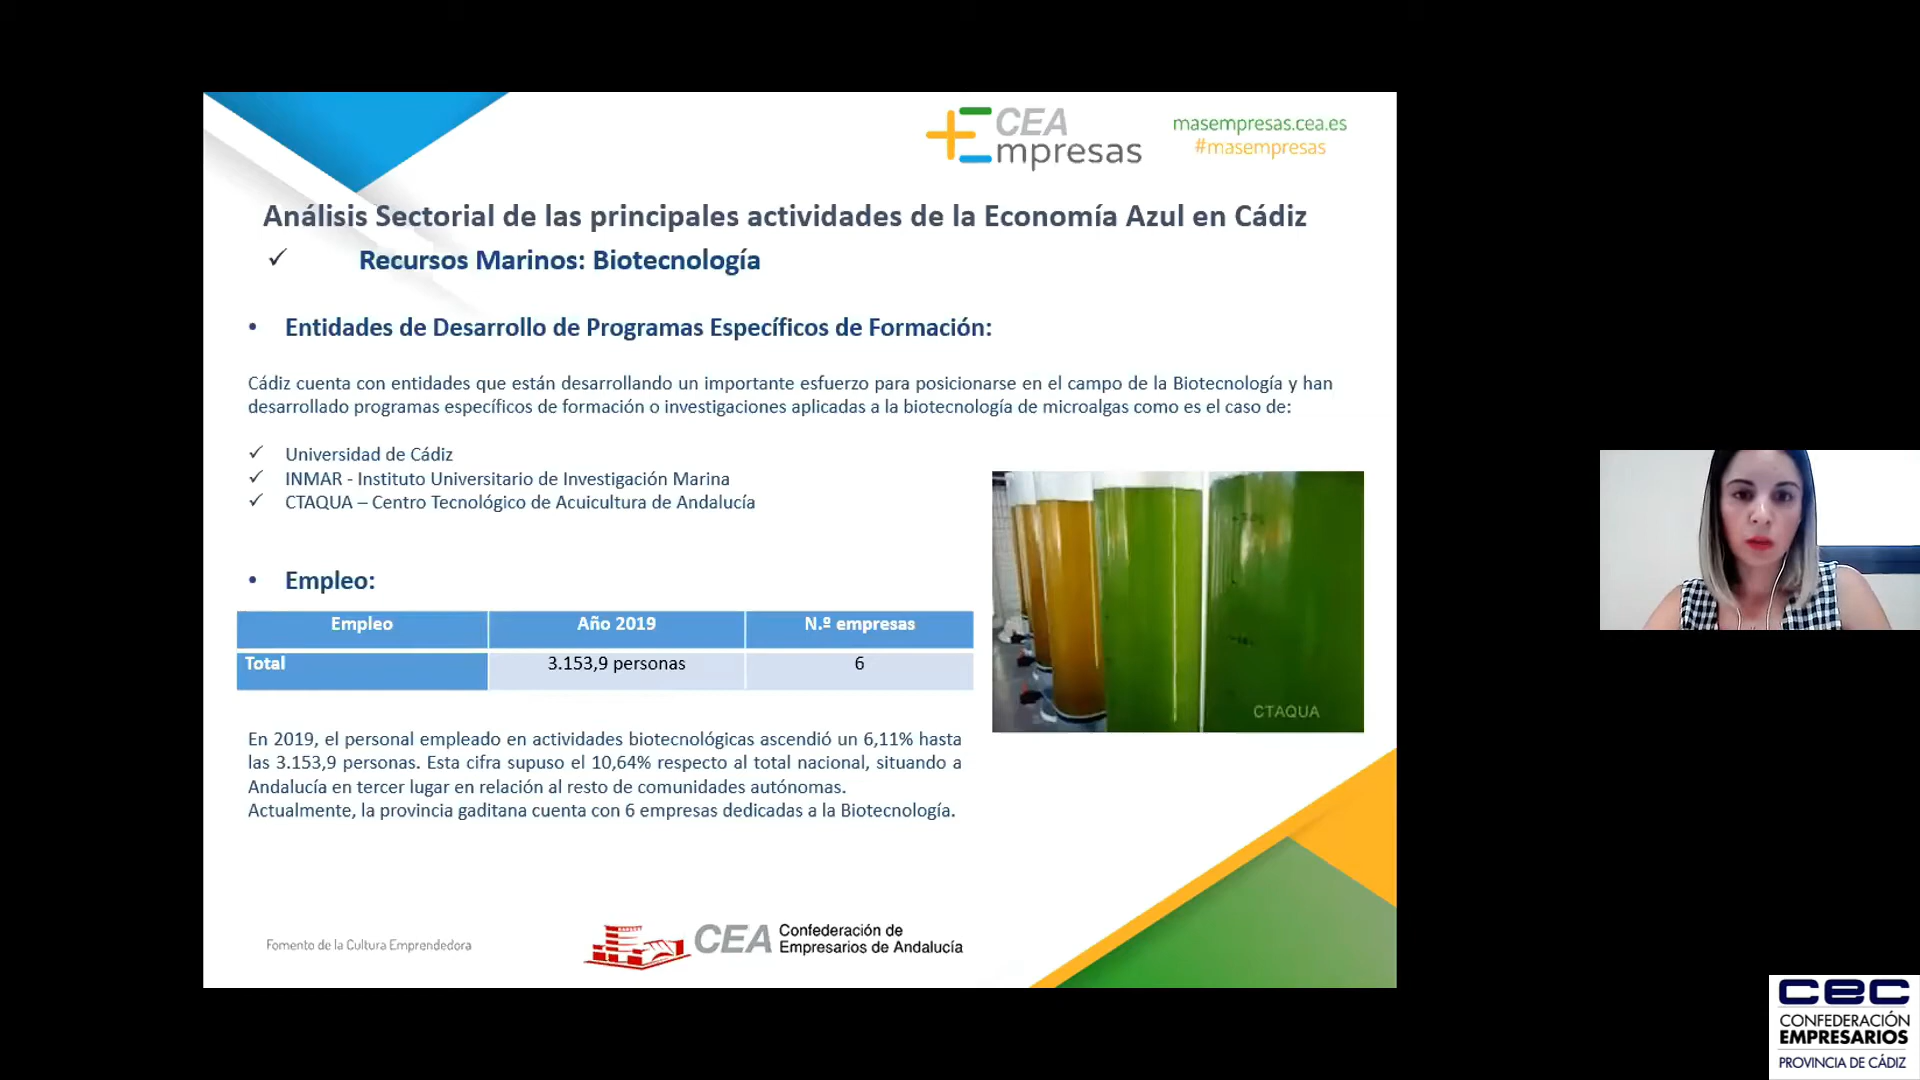 CEA
Empresas
masempresas.cea.es
#masempresas
Análisis Sectorial de las principales actividades de la Economía Azul en Cádiz
✓ Recursos Marinos: Biotecnología
• Entidades de Desarrollo de Programas Específicos de Formación:
Cádiz cuenta con entidades que están desarrollando un importante esfuerzo para posicionarse en el campo de la Biotecnología y han
desarrollado programas específicos de formación o investigaciones aplicadas a la biotecnología de microalgas como es el caso de:
✓ Universidad de Cádiz
✓ INMAR - Instituto Universitario de Investigación Marina
✓ CTAQUA – Centro Tecnológico de Acuicultura de Andalucía
• Empleo:
Empleo Año 2019 N.º empresas
Total 3.153,9 personas 6
CTAQUA
En 2019, el personal empleado en actividades biotecnológicas ascendió un 6,11% hasta
las 3.153,9 personas. Esta cifra supuso el 10,64% respecto al total nacional, situando a
Andalucía en tercer lugar en relación al resto de comunidades autónomas.
Actualmente, la provincia gaditana cuenta con 6 empresas dedicadas a la Biotecnología.
Fomento de la Cultura Emprendedora
CEA Confederación de
Empresarios de Andalucía
cec
CONFEDERACIÓN
EMPRESARIOS
PROVINCIA DE CÁDIZ